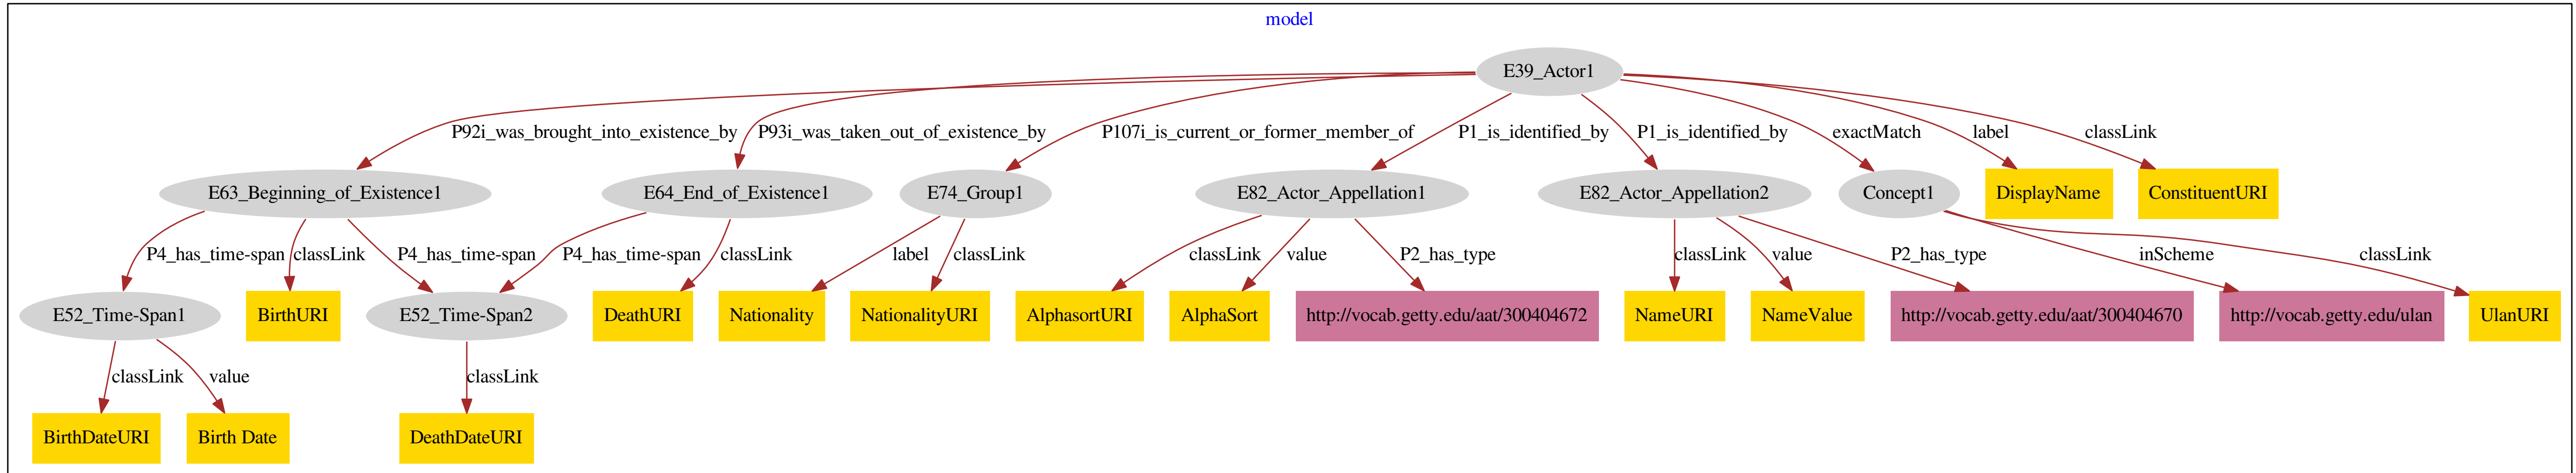 model
E39_Actor1
P92i_was_brought_into_existence_by P93i_was_taken_out_of_existence_by P107i_is_current_or_former_member_of P1_is_identified_by P1_is_identified_by exactMatch label classLink
E63_Beginning_of_Existence1 E64_End_of_Existence1 E74_Group1 E82_Actor_Appellation1 E82_Actor_Appellation2 Concept1 DisplayName ConstituentURI
P4_has_time-span classLink P4_has_time-span P4_has_time-span classLink label classLink classLink value P2_has_type classLink value P2_has_type inScheme classLink
E52_Time-Span1 BirthURI E52_Time-Span2 DeathURI Nationality NationalityURI AlphasortURI AlphaSort http://vocab.getty.edu/aat/300404672 NameURI NameValue http://vocab.getty.edu/aat/300404670 http://vocab.getty.edu/ulan UlanURI
classLink value classLink
BirthDateURI Birth Date DeathDateURI